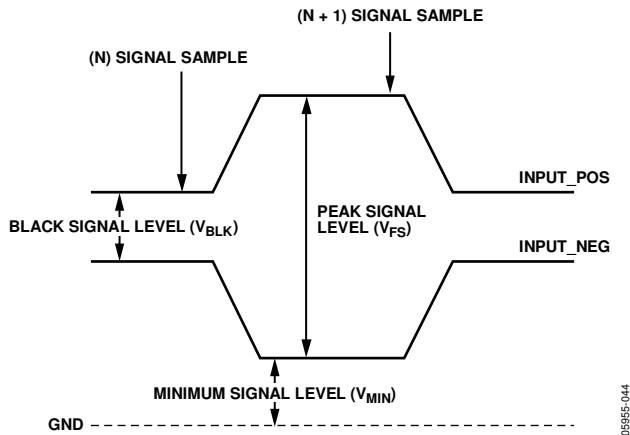 (N + 1) SIGNAL SAMPLE
(N) SIGNAL SAMPLE
INPUT_POS
BLACK SIGNAL LEVEL (VBLK)
PEAK SIGNAL
LEVEL (VFS)
INPUT_NEG
MINIMUM SIGNAL LEVEL (VMIN)
GND
05955-044